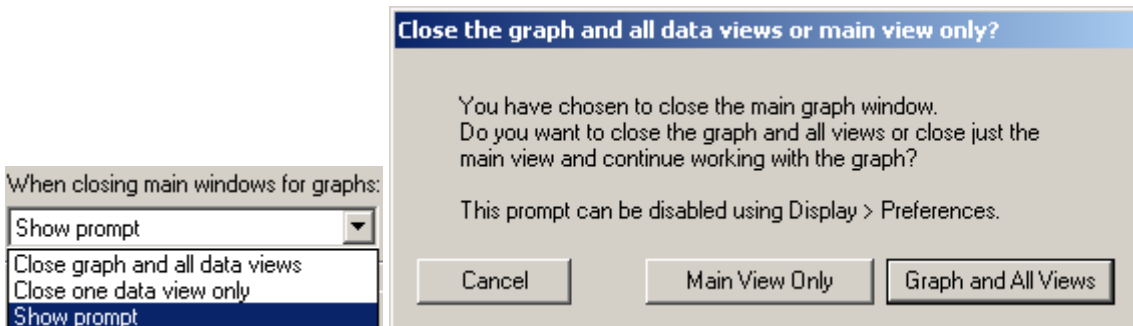 When closing main windows for graphs:
Show prompt
Close graph and all data views
Close one data view only
Show prompt
Close the graph and all data views or main view only?
You have chosen to close the main graph window.
Do you want to close the graph and all views or close just the
main view and continue working with the graph?
This prompt can be disabled using Display > Preferences.
Cancel
Main View Only
Graph and All Views